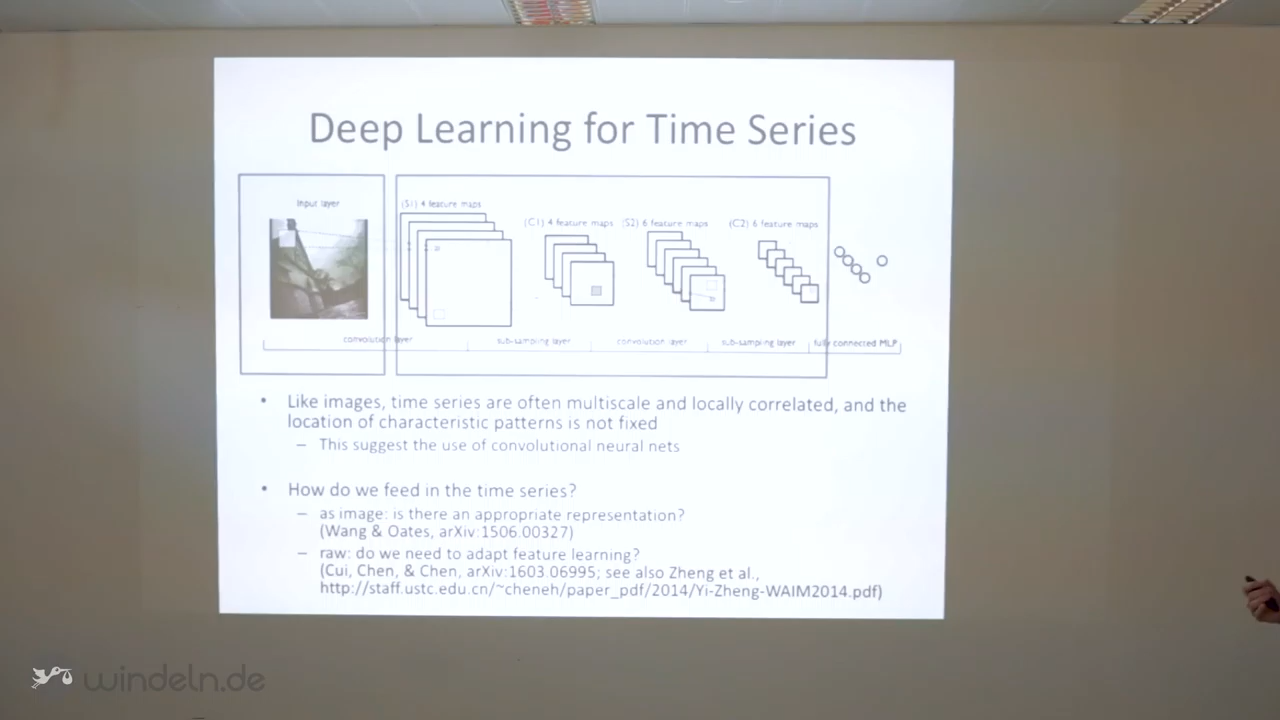 Deep Learning for Time Series
Input layer
(S1) 4 feature maps
(C1) 4 feature maps
(S2) 6 feature maps
(C2) 6 feature maps
convolution layer
sub-sampling layer
convolution layer
sub-sampling layer
fully connected MLP
• Like images, time series are often multiscale and locally correlated, and the
location of characteristic patterns is not fixed
– This suggest the use of convolutional neural nets
• How do we feed in the time series?
– as image: is there an appropriate representation?
(Wang & Oates, arXiv:1506.00327)
– raw: do we need to adapt feature learning?
(Cui, Chen, & Chen, arXiv:1603.06995; see also Zheng et al.,
http://staff.ustc.edu.cn/~cheneh/paper_pdf/2014/Yi-Zheng-WAIM2014.pdf)
windeln.de